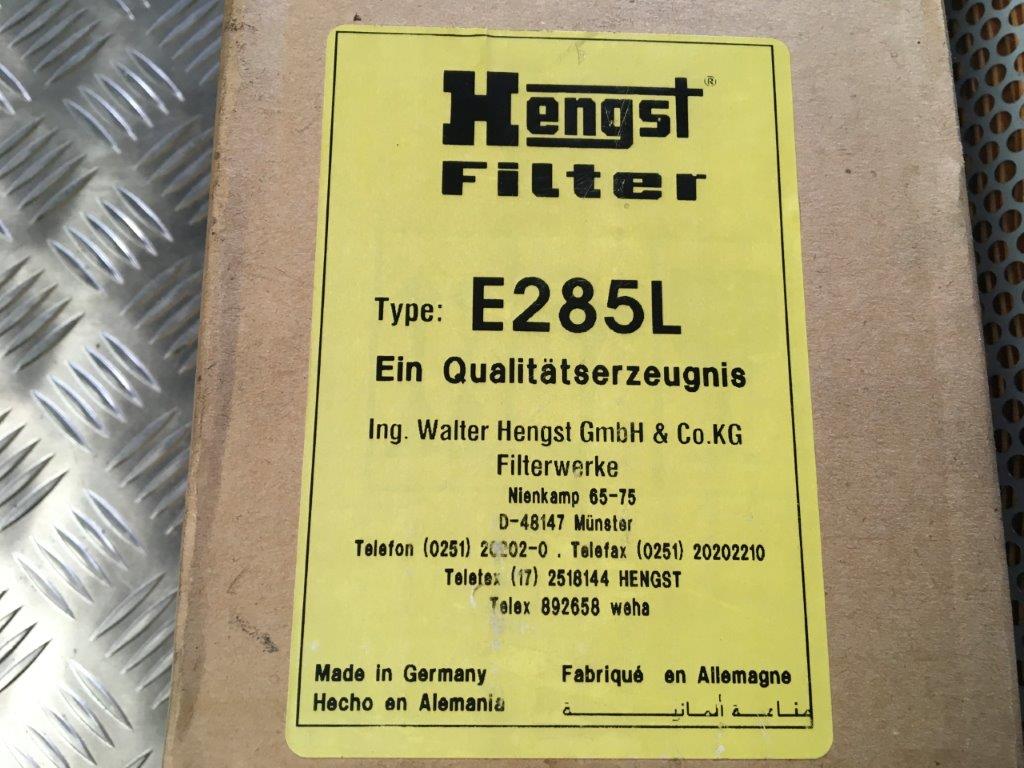 Hengst®
Filter
Type: E285L
Ein Qualitätserzeugnis
Ing. Walter Hengst GmbH & Co.KG
Filterwerke
Nienkamp 65-75
D-48147 Münster
Telefon (0251) 20202-0 . Telefax (0251) 20202210
Teletex (17) 2518144 HENGST
Telex 892658 weha
Made in Germany Fabriqué en Allemagne
Hecho en Alemania صناعــة ألمانيــــة